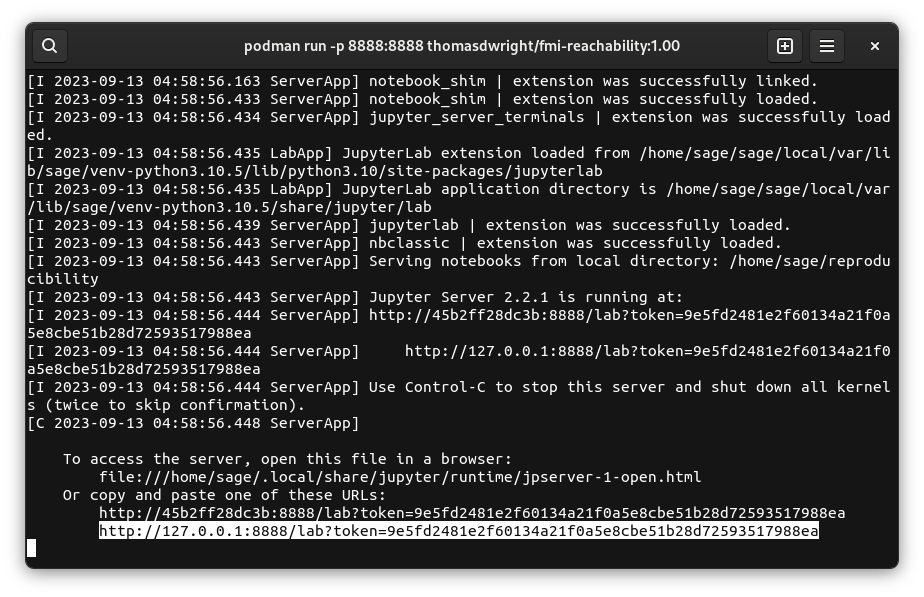 podman run -p 8888:8888 thomasdwright/fmi-reachability:1.00
[I 2023-09-13 04:58:56.163 ServerApp] notebook_shim | extension was successfully linked.
[I 2023-09-13 04:58:56.433 ServerApp] notebook_shim | extension was successfully loaded.
[I 2023-09-13 04:58:56.434 ServerApp] jupyter_server_terminals | extension was successfully load
ed.
[I 2023-09-13 04:58:56.435 LabApp] JupyterLab extension loaded from /home/sage/sage/local/var/li
b/sage/venv-python3.10.5/lib/python3.10/site-packages/jupyterlab
[I 2023-09-13 04:58:56.435 LabApp] JupyterLab application directory is /home/sage/sage/local/var
/lib/sage/venv-python3.10.5/share/jupyter/lab
[I 2023-09-13 04:58:56.439 ServerApp] jupyterlab | extension was successfully loaded.
[I 2023-09-13 04:58:56.443 ServerApp] nbclassic | extension was successfully loaded.
[I 2023-09-13 04:58:56.443 ServerApp] Serving notebooks from local directory: /home/sage/reprodu
cibility
[I 2023-09-13 04:58:56.443 ServerApp] Jupyter Server 2.2.1 is running at:
[I 2023-09-13 04:58:56.444 ServerApp] http://45b2ff28dc3b:8888/lab?token=9e5fd2481e2f60134a21f0a
5e8cbe51b28d72593517988ea
[I 2023-09-13 04:58:56.444 ServerApp]     http://127.0.0.1:8888/lab?token=9e5fd2481e2f60134a21f0
a5e8cbe51b28d72593517988ea
[I 2023-09-13 04:58:56.444 ServerApp] Use Control-C to stop this server and shut down all kernel
s (twice to skip confirmation).
[C 2023-09-13 04:58:56.448 ServerApp]
    To access the server, open this file in a browser:
        file:///home/sage/.local/share/jupyter/runtime/jpserver-1-open.html
    Or copy and paste one of these URLs:
        http://45b2ff28dc3b:8888/lab?token=9e5fd2481e2f60134a21f0a5e8cbe51b28d72593517988ea
        http://127.0.0.1:8888/lab?token=9e5fd2481e2f60134a21f0a5e8cbe51b28d72593517988ea